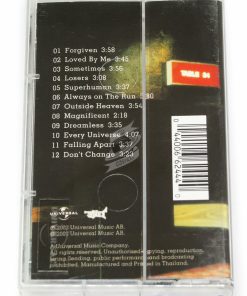 01 Forgiven 3:58
02 Loved By Me 4:45
03 Sometimes 3:56
04 Losers 3:08
05 Superhuman 3:37
06 Always on The Run
07 Outside Heaven 3:54
08 Magnificent 2:18
09 Dreamless 3:35
10 Every Universe 4:07
11 Falling Apart 3:
12 Don't Change 3:23
TABLE
UNIVERSAL
Universal Music AB.
Universal Music AB.
A Universal Music Company.
All rights reserved. Unauthorised copying, reproduction,
hiring, lending, public performance and broadcasting
prohibited. Manufactured and Printed in Thailand.